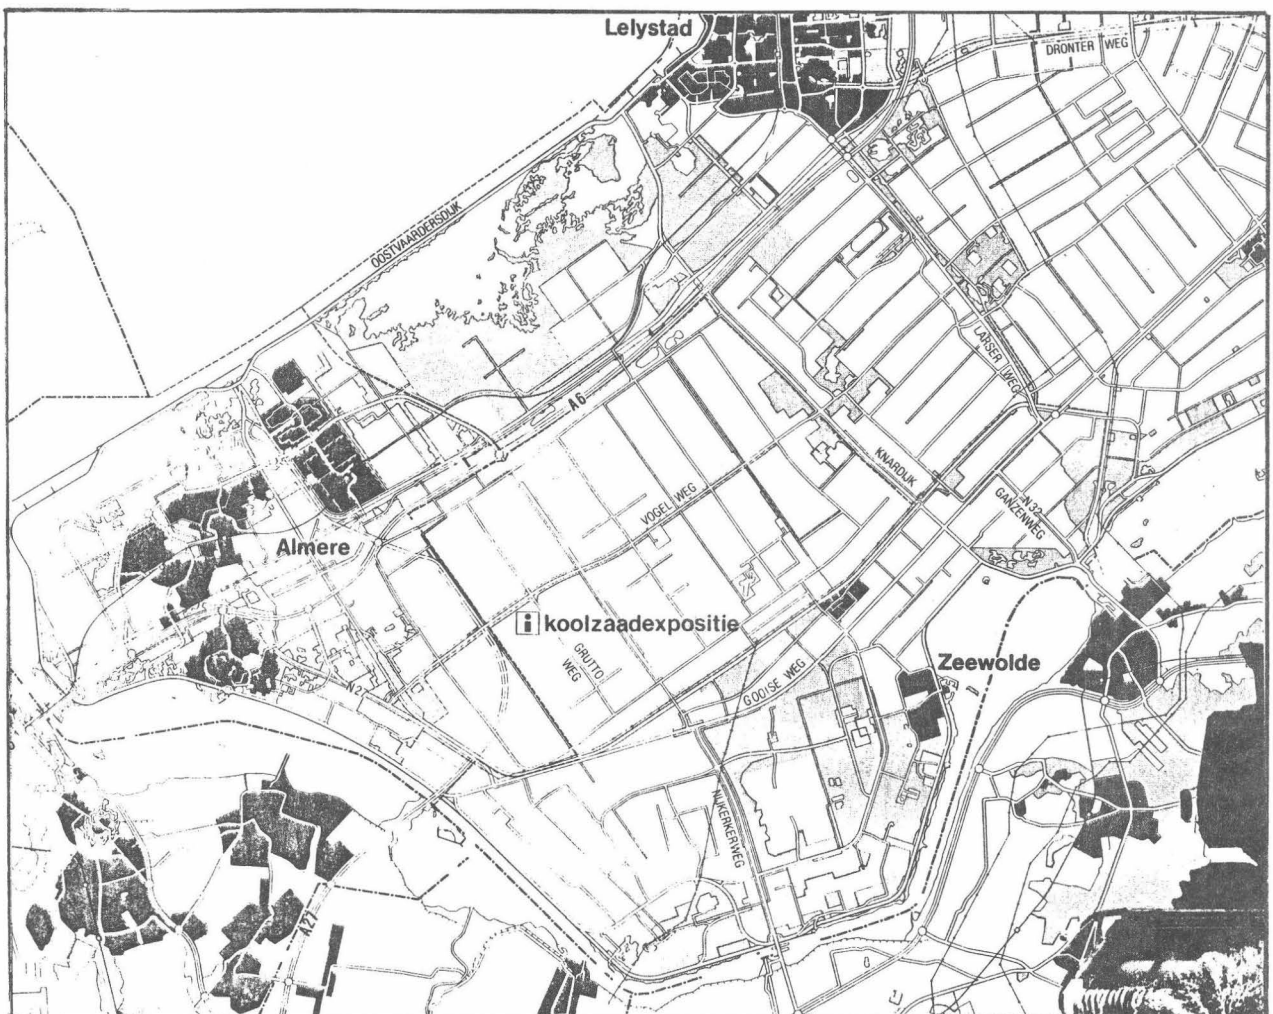 Lelystad
DRONTER WEG
OOSTVAARDERSDIJK
LARSER WEG
A6
KNARDIJK
VOGEL WEG
N32
GANZENWEG
Almere
i koolzaadexpositie
GRUTTO
WEG
Zeewolde
GOOISE WEG
N27
NIJKERKERWEG
A27